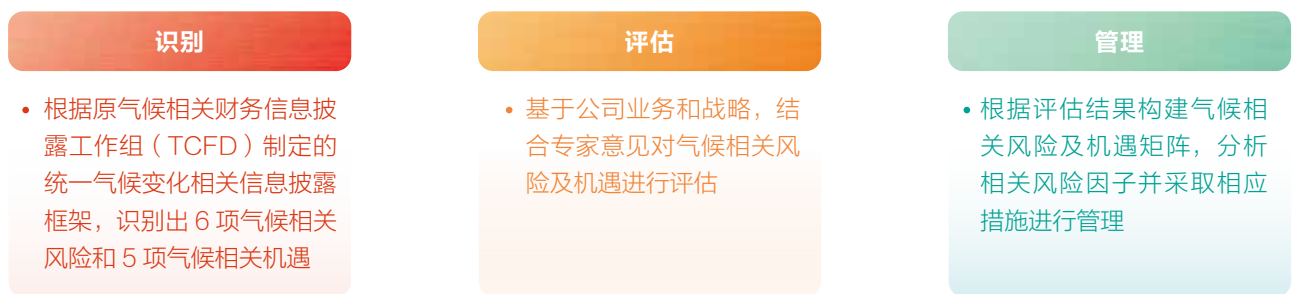 识别
• 根据原气候相关财务信息披
露工作组（TCFD）制定的
统一气候变化相关信息披露
框架，识别出 6 项气候相关
风险和 5 项气候相关机遇
评估
• 基于公司业务和战略，结
合专家意见对气候相关风
险及机遇进行评估
管理
• 根据评估结果构建气候相
关风险及机遇矩阵，分析
相关风险因子并采取相应
措施进行管理